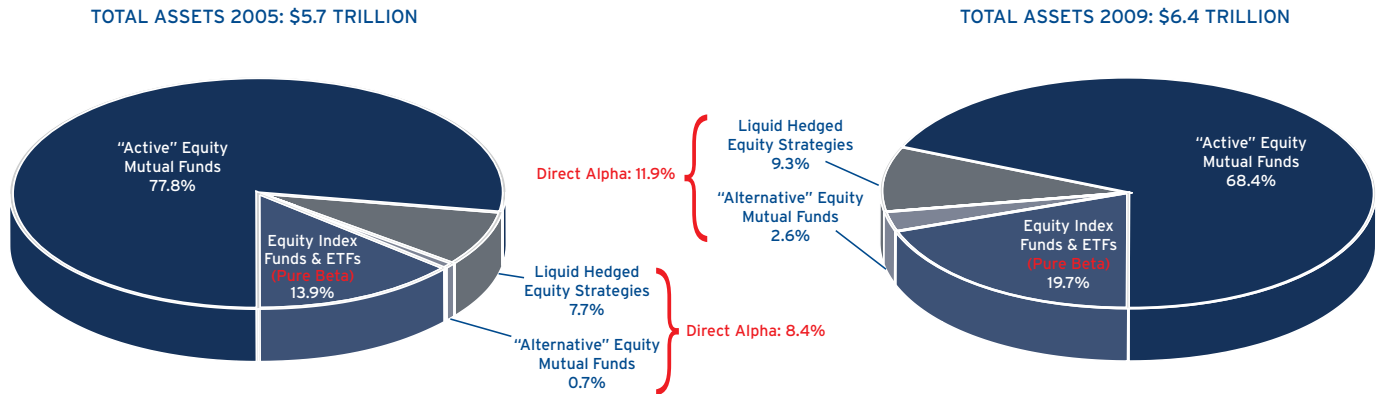 TOTAL ASSETS 2005: $5.7 TRILLION
“Active” Equity
Mutual Funds
77.8%
Equity Index
Funds & ETFs
(Pure Beta)
13.9%
Liquid Hedged
Equity Strategies
7.7%
“Alternative” Equity
Mutual Funds
0.7%
Direct Alpha: 8.4%
TOTAL ASSETS 2009: $6.4 TRILLION
Direct Alpha: 11.9%
Liquid Hedged
Equity Strategies
9.3%
“Alternative” Equity
Mutual Funds
2.6%
“Active” Equity
Mutual Funds
68.4%
Equity Index
Funds & ETFs
(Pure Beta)
19.7%